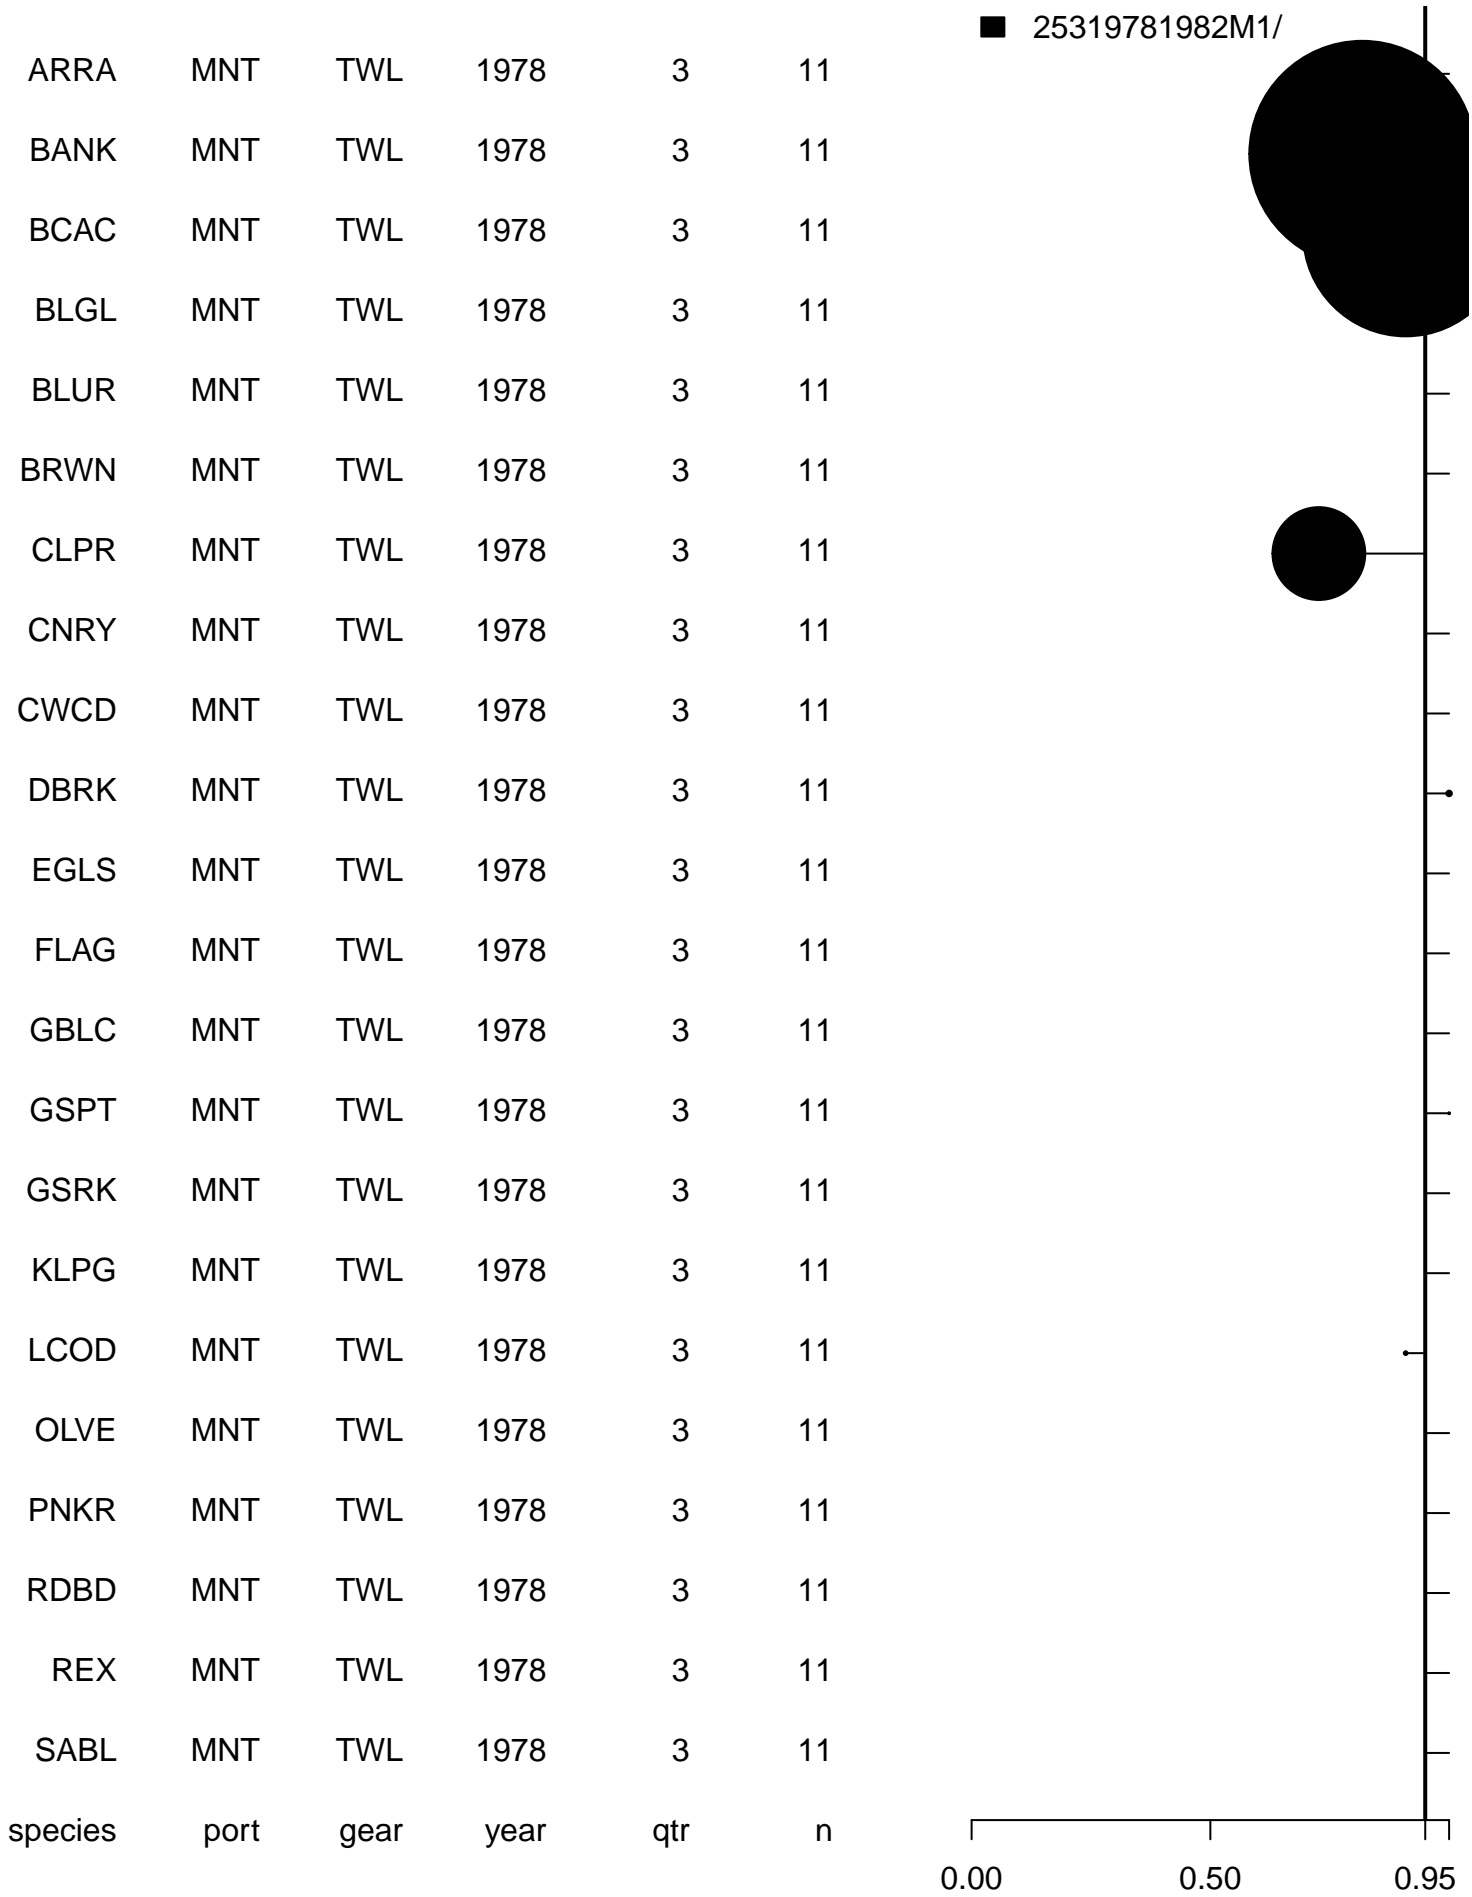 25319781982M1/
ARRA MNT TWL 1978 3 11
BANK MNT TWL 1978 3 11
BCAC MNT TWL 1978 3 11
BLGL MNT TWL 1978 3 11
BLUR MNT TWL 1978 3 11
BRWN MNT TWL 1978 3 11
CLPR MNT TWL 1978 3 11
CNRY MNT TWL 1978 3 11
CWCD MNT TWL 1978 3 11
DBRK MNT TWL 1978 3 11
EGLS MNT TWL 1978 3 11
FLAG MNT TWL 1978 3 11
GBLC MNT TWL 1978 3 11
GSPT MNT TWL 1978 3 11
GSRK MNT TWL 1978 3 11
KLPG MNT TWL 1978 3 11
LCOD MNT TWL 1978 3 11
OLVE MNT TWL 1978 3 11
PNKR MNT TWL 1978 3 11
RDBD MNT TWL 1978 3 11
REX MNT TWL 1978 3 11
SABL MNT TWL 1978 3 11
species port gear year qtr n
0.00 0.50 0.95